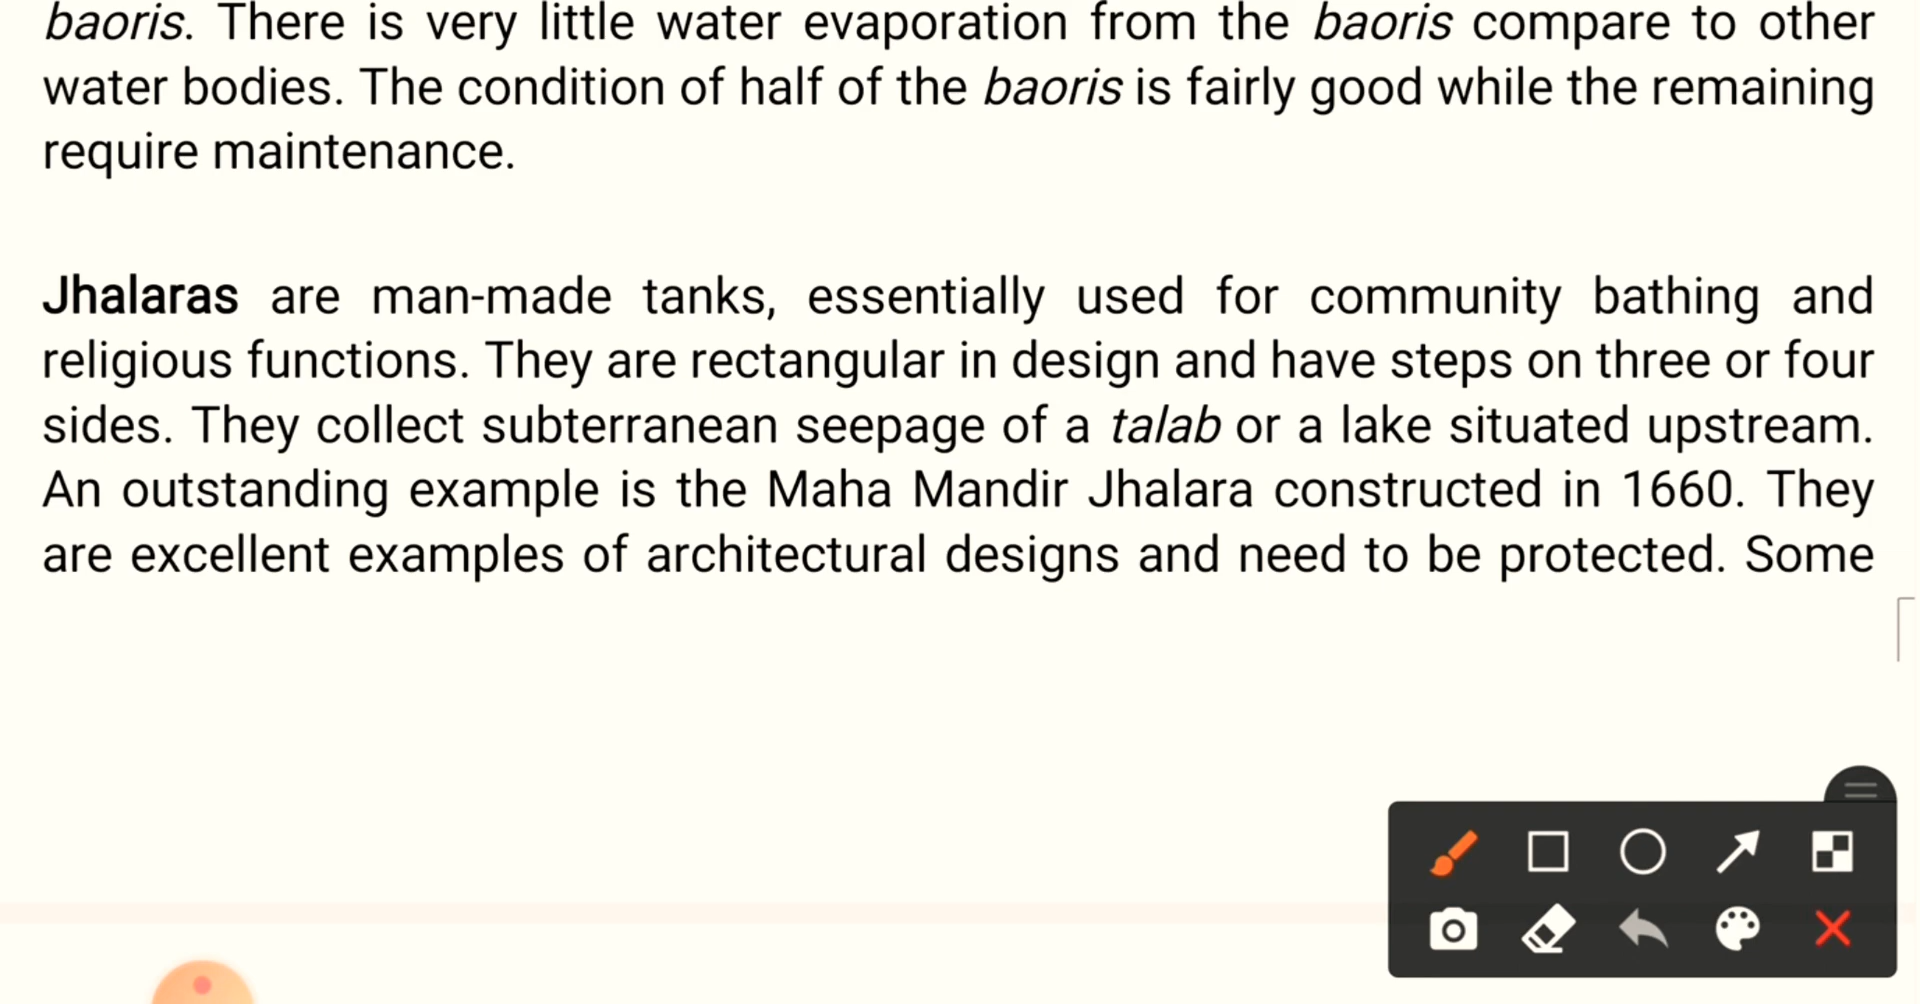 baoris. There is very little water evaporation from the baoris compare to other
water bodies. The condition of half of the baoris is fairly good while the remaining
require maintenance.
Jhalaras are man-made tanks, essentially used for community bathing and
religious functions. They are rectangular in design and have steps on three or four
sides. They collect subterranean seepage of a talab or a lake situated upstream.
An outstanding example is the Maha Mandir Jhalara constructed in 1660. They
are excellent examples of architectural designs and need to be protected. Some